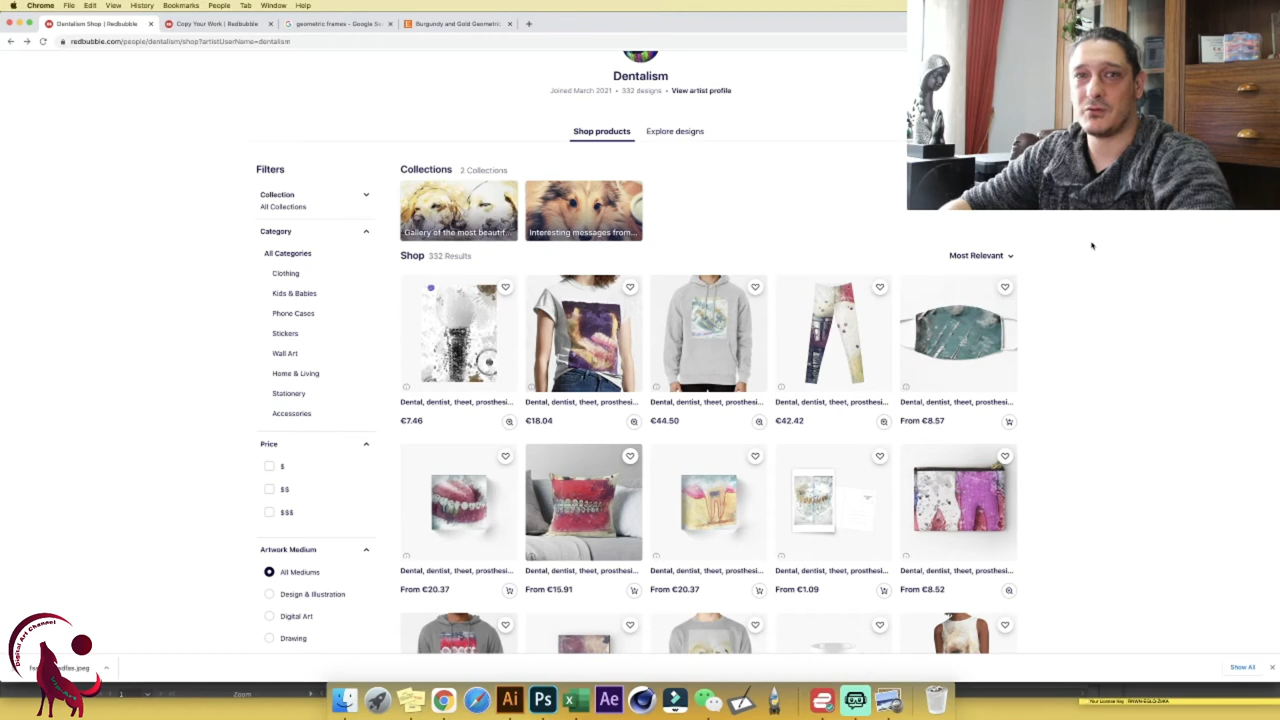 Chrome File Edit View History Bookmarks People Tab Window Help
Dentalism Shop | Redbubble
Copy Your Work | Redbubble
geometric frames - Google Se
Burgundy and Gold Geometric
redbubble.com/people/dentalism/shop?artistUserName=dentalism
Dentalism
Joined March 2021 • 332 designs • View artist profile
Shop products
Explore designs
Filters
Collection
All Collections
Category
All Categories
Clothing
Kids & Babies
Phone Cases
Stickers
Wall Art
Home & Living
Stationery
Accessories
Price
$
$$
$$$
Artwork Medium
All Mediums
Design & Illustration
Digital Art
Drawing
Collections 2 Collections
Gallery of the most beautif...
Interesting messages from...
Shop 332 Results
Most Relevant
Dental, dentist, theet, prosthesi...
€7.46
Dental, dentist, theet, prosthesi...
€18.04
Dental, dentist, theet, prosthesi...
€44.50
Dental, dentist, theet, prosthesi...
€42.42
Dental, dentist, theet, prosthesi...
From €8.57
Dental, dentist, theet, prosthesi...
From €20.37
Dental, dentist, theet, prosthesi...
From €15.91
Dental, dentist, theet, prosthesi...
From €20.37
Dental, dentist, theet, prosthesi...
From €1.09
Dental, dentist, theet, prosthesi...
From €8.52
Show All
1
Zoom
Ai
Ps
Ae
Digital Art Channel